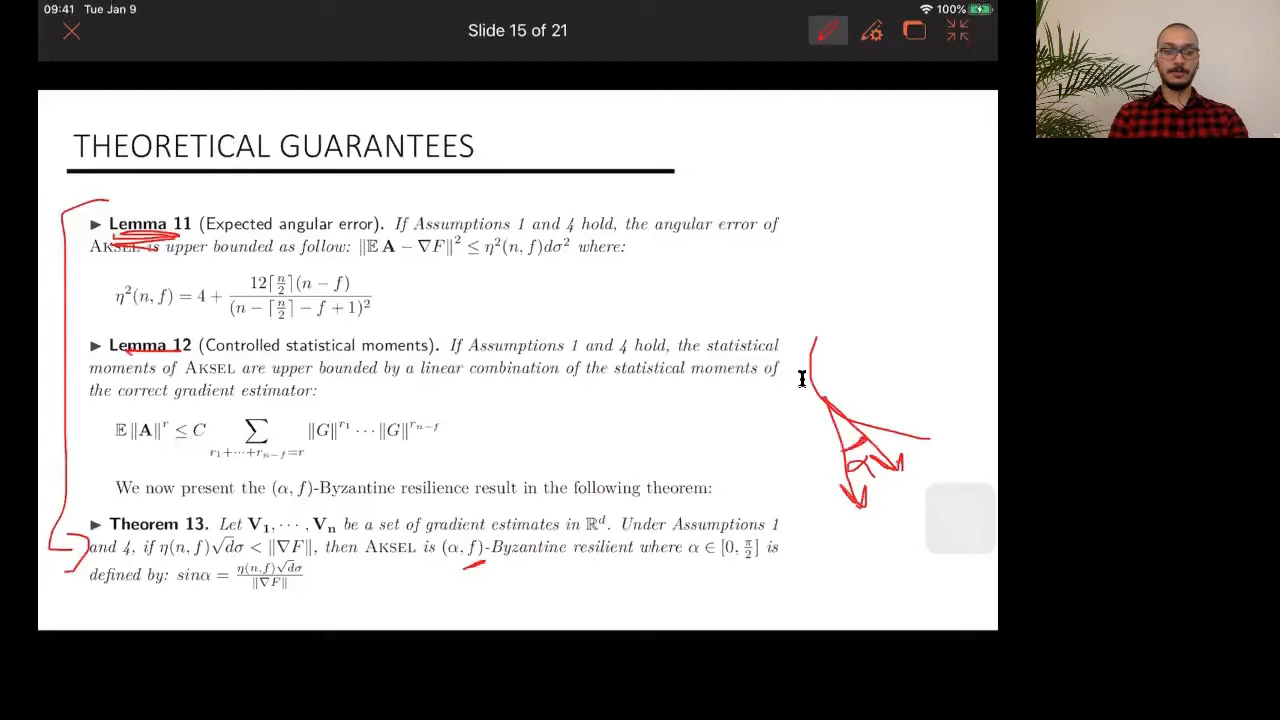 09:41 Tue Jan 9
100%
Slide 15 of 21
THEORETICAL GUARANTEES
▶ Lemma 11 (Expected angular error). If Assumptions 1 and 4 hold, the angular error of
AKSEL is upper bounded as follow: ‖𝔼 A − ∇F‖² ≤ η²(n, f)dσ² where:
η²(n, f) = 4 + 12⌈n/2⌉(n − f) / (n − ⌈n/2⌉ − f + 1)²
▶ Lemma 12 (Controlled statistical moments). If Assumptions 1 and 4 hold, the statistical
moments of AKSEL are upper bounded by a linear combination of the statistical moments of
the correct gradient estimator:
𝔼 ‖A‖^r ≤ C ∑_{r₁+⋯+r_{n−f}=r} ‖G‖^{r₁} ⋯ ‖G‖^{r_{n−f}}
We now present the (α, f)-Byzantine resilience result in the following theorem:
▶ Theorem 13. Let V₁, ⋯ , Vₙ be a set of gradient estimates in ℝᵈ. Under Assumptions 1
and 4, if η(n, f)√dσ < ‖∇F‖, then AKSEL is (α, f)-Byzantine resilient where α ∈ [0, π/2] is
defined by: sinα = η(n,f)√dσ / ‖∇F‖
α